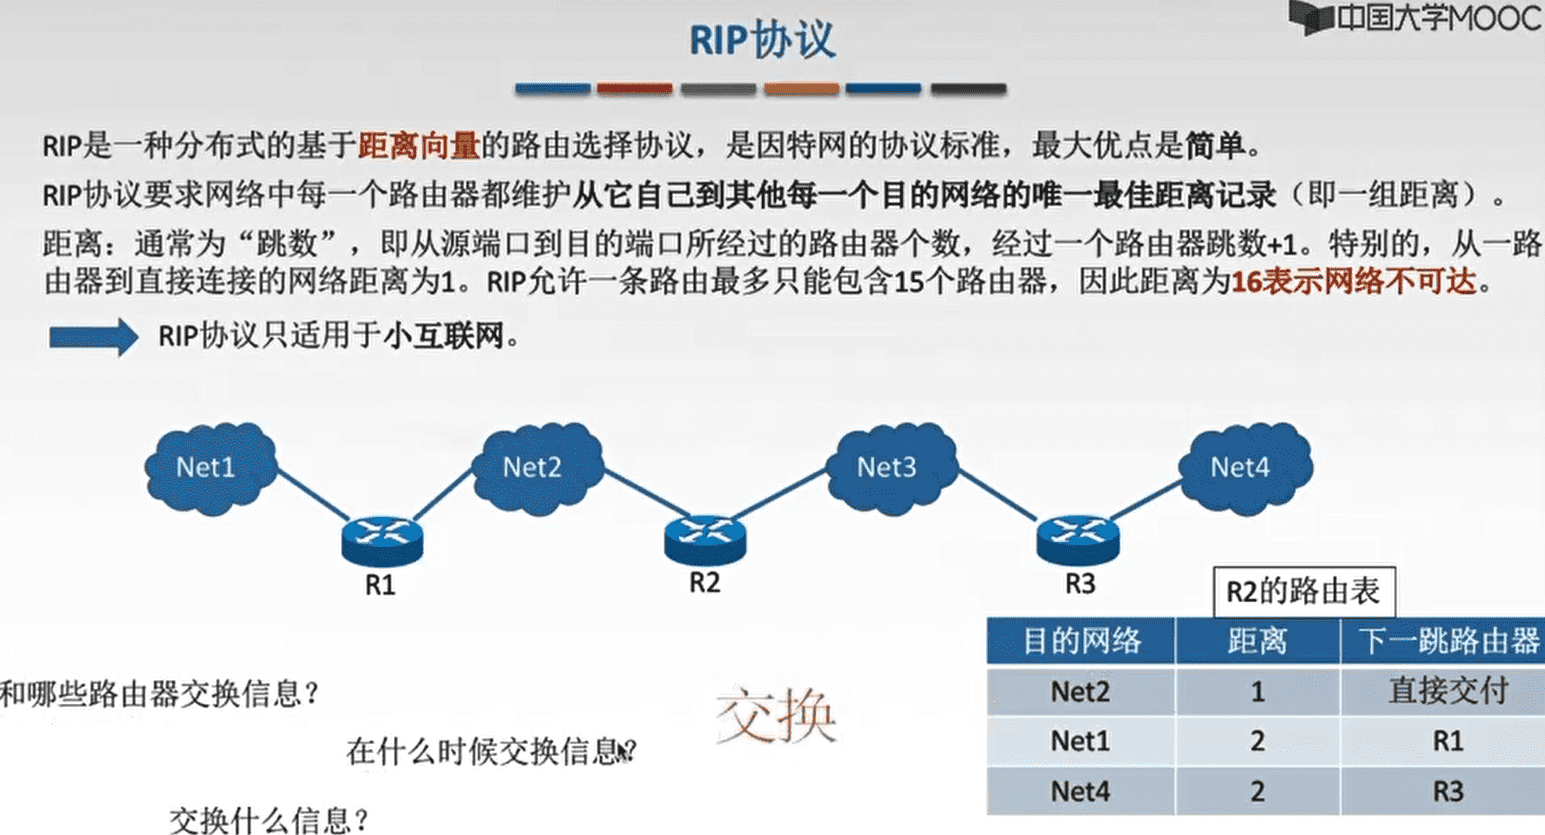 中国大学MOOC
RIP协议
RIP是一种分布式的基于距离向量的路由选择协议，是因特网的协议标准，最大优点是简单。
RIP协议要求网络中每一个路由器都维护从它自己到其他每一个目的网络的唯一最佳距离记录（即一组距离）。
距离：通常为“跳数”，即从源端口到目的端口所经过的路由器个数，经过一个路由器跳数+1。特别的，从一路
由器到直接连接的网络距离为1。RIP允许一条路由最多只能包含15个路由器，因此距离为16表示网络不可达。
RIP协议只适用于小互联网。
Net1 Net2 Net3 Net4
R1 R2 R3
R2的路由表
目的网络 距离 下一跳路由器
Net2 1 直接交付
Net1 2 R1
Net4 2 R3
和哪些路由器交换信息？
交换
在什么时候交换信息？
交换什么信息？